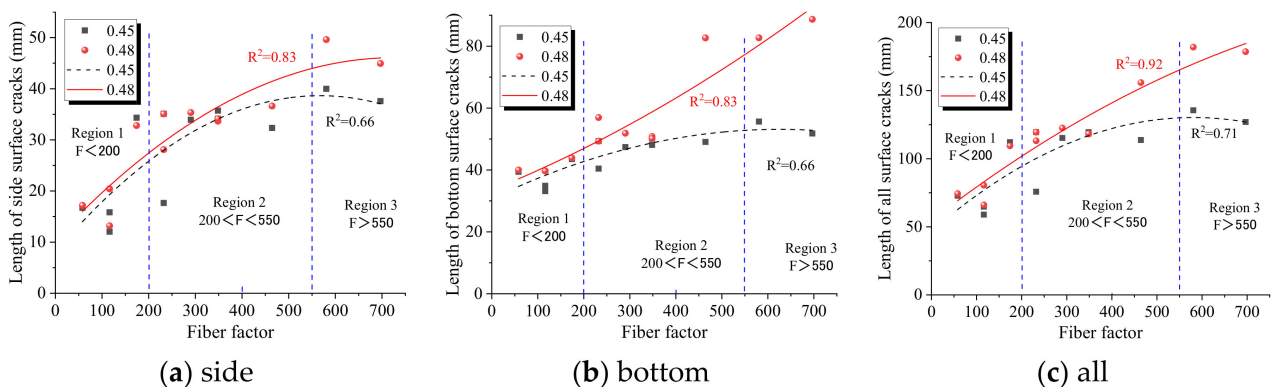 Length of side surface cracks (mm)
60
50
40
30
20
10
0
0.45
0.48
0.45
0.48
R²=0.83
R²=0.66
Region 1
F＜200
Region 2
200＜F＜550
Region 3
F＞550
0 100 200 300 400 500 600 700
Fiber factor
(a) side
Length of bottom surface cracks (mm)
100
80
60
40
20
0
0.45
0.48
0.45
0.48
R²=0.83
R²=0.66
Region 1
F＜200
Region 2
200＜F＜550
Region 3
F＞550
0 100 200 300 400 500 600 700
Fiber factor
(b) bottom
Length of all surface cracks (mm)
200
150
100
50
0
0.45
0.48
0.45
0.48
R²=0.92
R²=0.71
Region 1
F＜200
Region 2
200＜F＜550
Region 3
F＞550
0 100 200 300 400 500 600 700
Fiber factor
(c) all